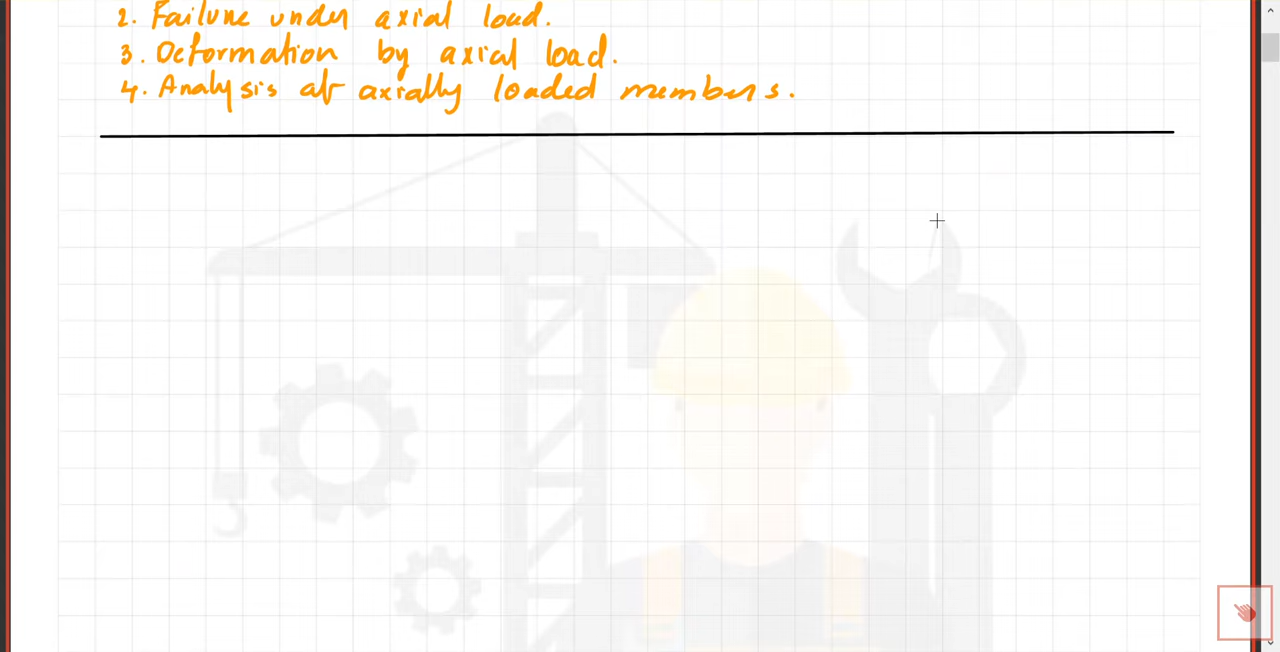 2. Failure under axial load.
3. Deformation by axial load.
4. Analysis of axially loaded members.